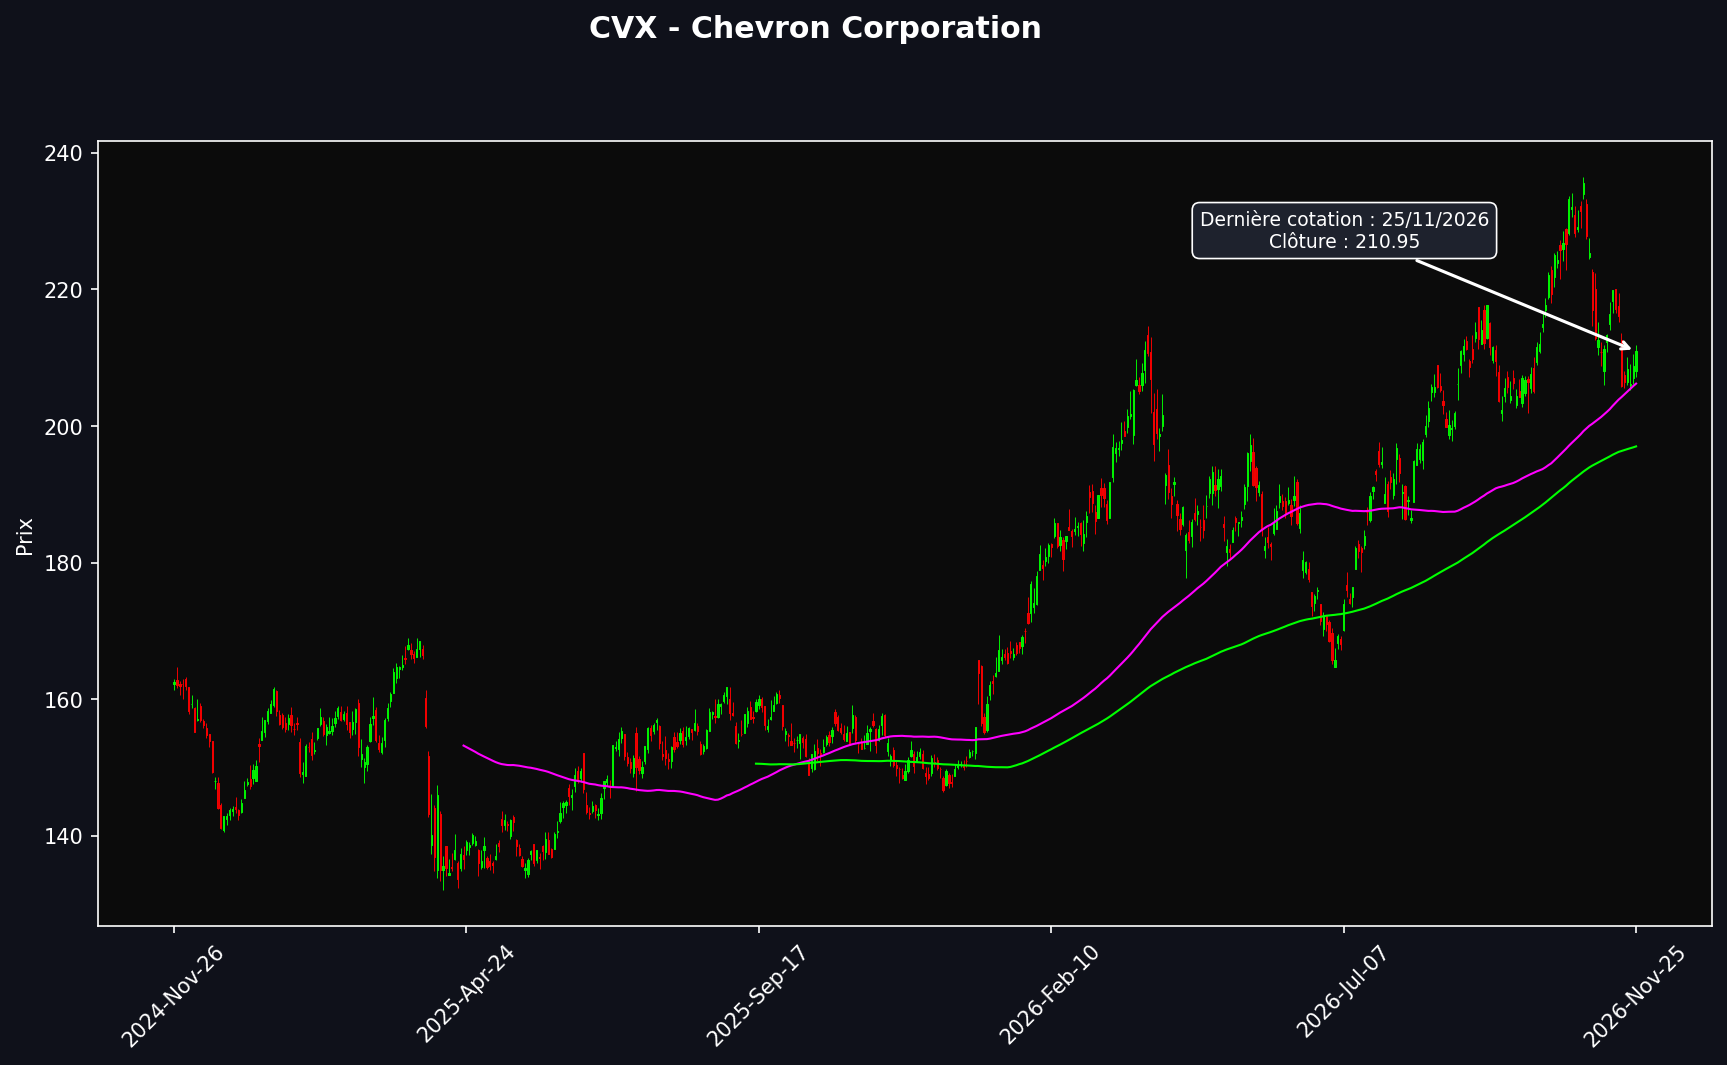 CVX - Chevron Corporation
240
220
200
180
160
140
Prix
Dernière cotation : 25/11/2026
Clôture : 210.95
2024-Nov-26
2025-Apr-24
2025-Sep-17
2026-Feb-10
2026-Jul-07
2026-Nov-25